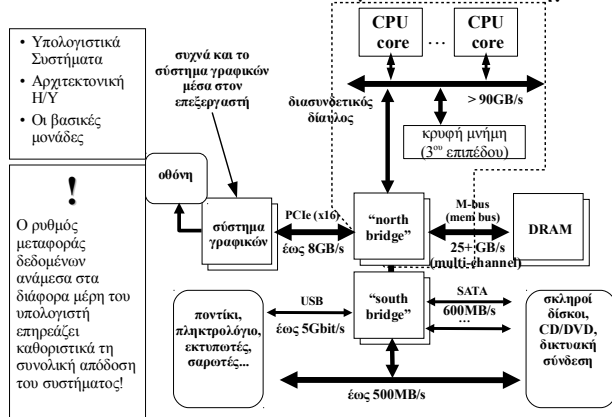 • Υπολογιστικά
Συστήματα
• Αρχιτεκτονική
Η/Υ
• Οι βασικές
μονάδες
!
Ο ρυθμός
μεταφοράς
δεδομένων
ανάμεσα στα
διάφορα μέρη του
υπολογιστή
επηρεάζει
καθοριστικά τη
συνολική απόδοση
του συστήματος!
συχνά και το
σύστημα γραφικών
μέσα στον
επεξεργαστή
CPU
core
…
CPU
core
διασυνδετικός
δίαυλος
> 90GB/s
κρυφή μνήμη
(3ου επιπέδου)
οθόνη
σύστημα
γραφικών
PCIe (x16)
έως 8GB/s
“north
bridge”
M-bus
(mem bus)
25+ GB/s
(multi-channel)
DRAM
ποντίκι,
πληκτρολόγιο,
εκτυπωτές,
σαρωτές...
USB
έως 5Gbit/s
“south
bridge”
SATA
600MB/s
…
σκληροί
δίσκοι,
CD/DVD,
δικτυακή
σύνδεση
έως 500MB/s